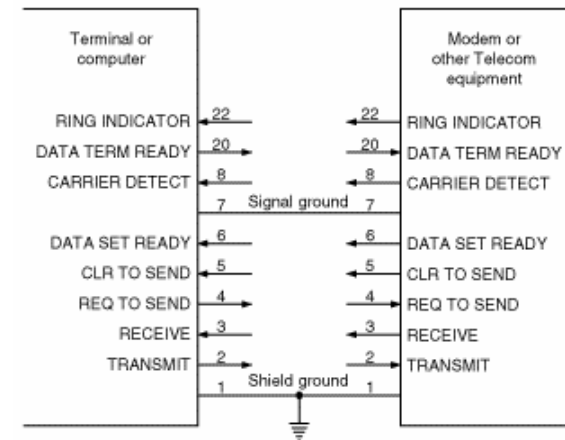 Terminal or
computer
Modem or
other Telecom
equipment
RING INDICATOR 22 22 RING INDICATOR
DATA TERM READY 20 20 DATA TERM READY
CARRIER DETECT 8 8 CARRIER DETECT
7 Signal ground 7
DATA SET READY 6 6 DATA SET READY
CLR TO SEND 5 5 CLR TO SEND
REQ TO SEND 4 4 REQ TO SEND
RECEIVE 3 3 RECEIVE
TRANSMIT 2 2 TRANSMIT
1 Shield ground 1